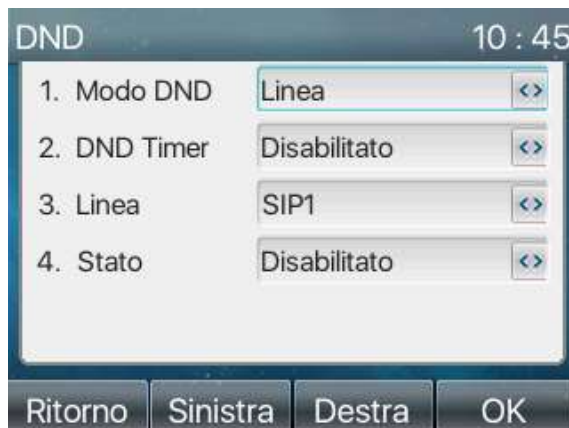 DND 10 : 45
1. Modo DND Linea
2. DND Timer Disabilitato
3. Linea SIP1
4. Stato Disabilitato
Ritorno Sinistra Destra OK